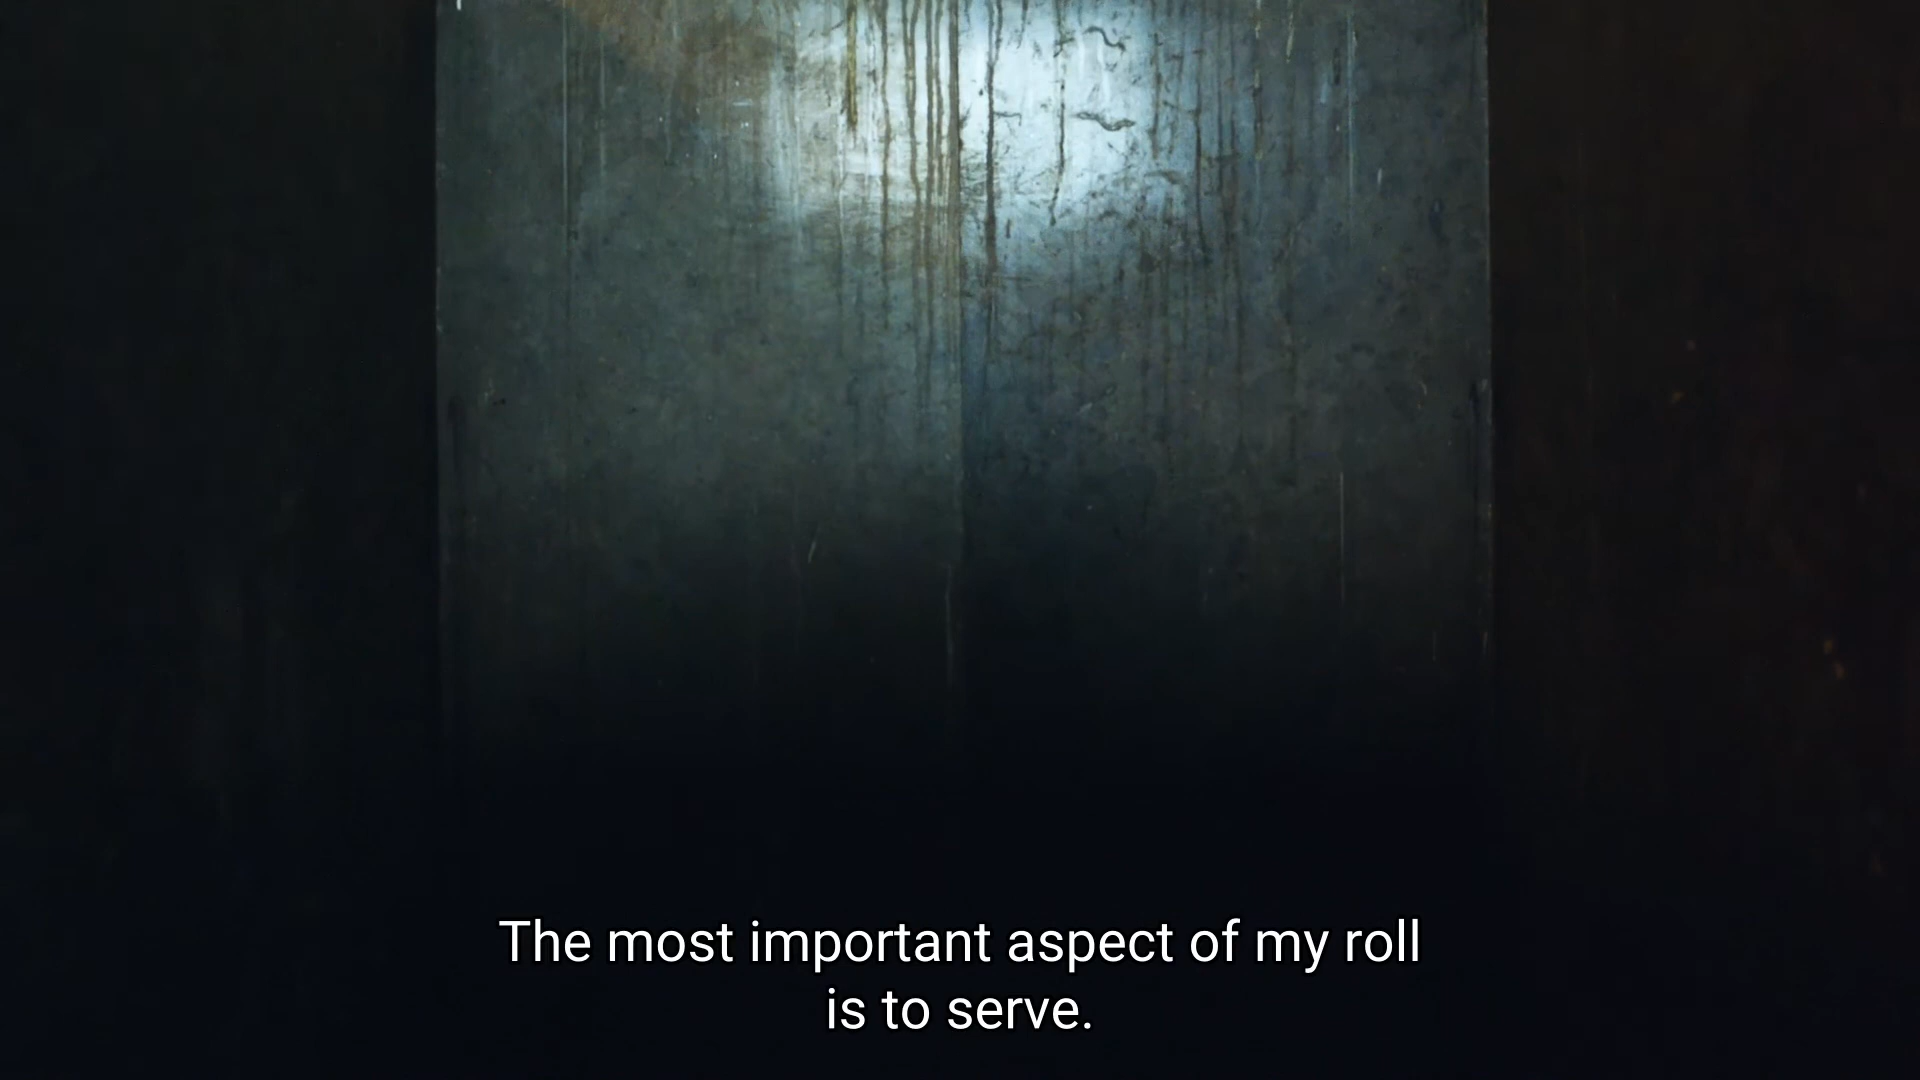 The most important aspect of my roll
is to serve.